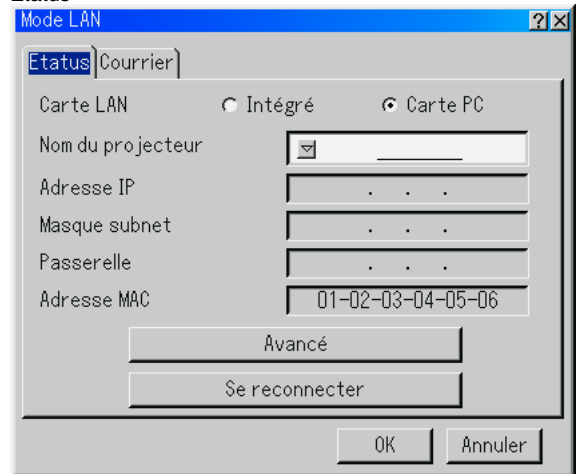 Etatus
Mode LAN ? ×
Etatus Courrier
Carte LAN Intégré Carte PC
Nom du projecteur
Adresse IP . . .
Masque subnet . . .
Passerelle . . .
Adresse MAC 01-02-03-04-05-06
Avancé
Se reconnecter
OK Annuler